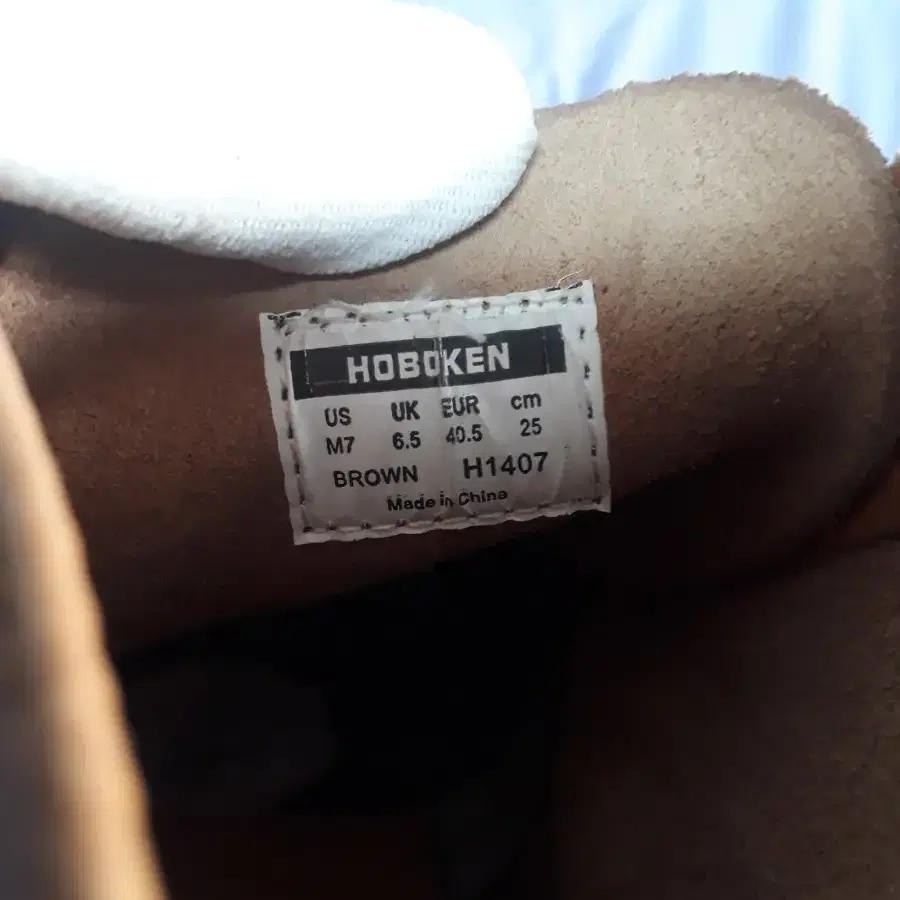 HOBOKEN
US UK EUR cm
M7 6.5 40.5 25
BROWN H1407
Made in China